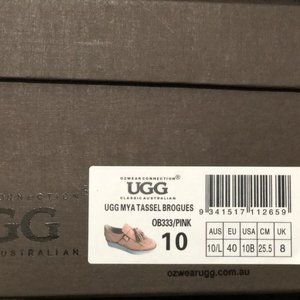 OZWEAR CONNECTION
UGG
CLASSIC AUSTRALIAN
UGG MYA TASSEL BROGUES
OB333/PINK
10
9 341517 112659
AUS EU USA CM UK
10/L 40 10B 25.5 8
ozwearugg.com.au
CONNECTION
GG
AUSTRALIAN